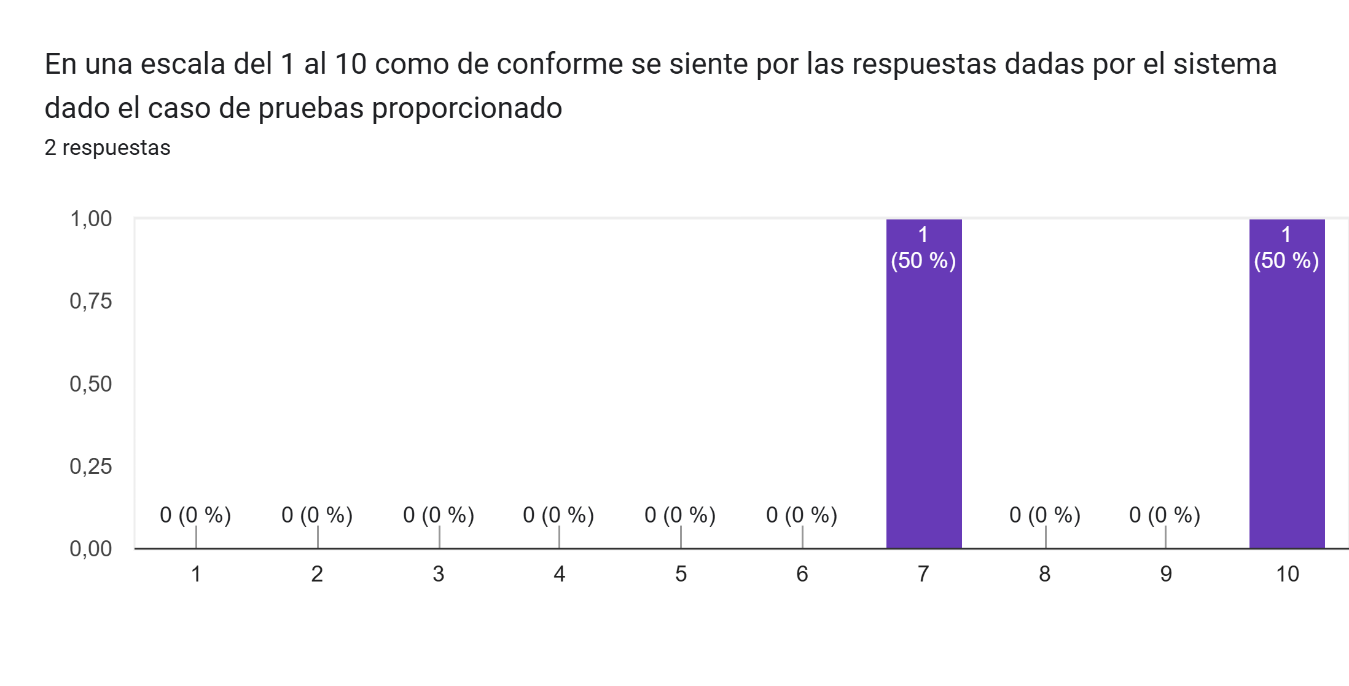 En una escala del 1 al 10 como de conforme se siente por las respuestas dadas por el sistema
dado el caso de pruebas proporcionado
2 respuestas
1,00
0,75
0,50
0,25
0,00
1
(50 %)
1
(50 %)
0 (0 %) 0 (0 %) 0 (0 %) 0 (0 %) 0 (0 %) 0 (0 %) 0 (0 %) 0 (0 %)
1 2 3 4 5 6 7 8 9 10